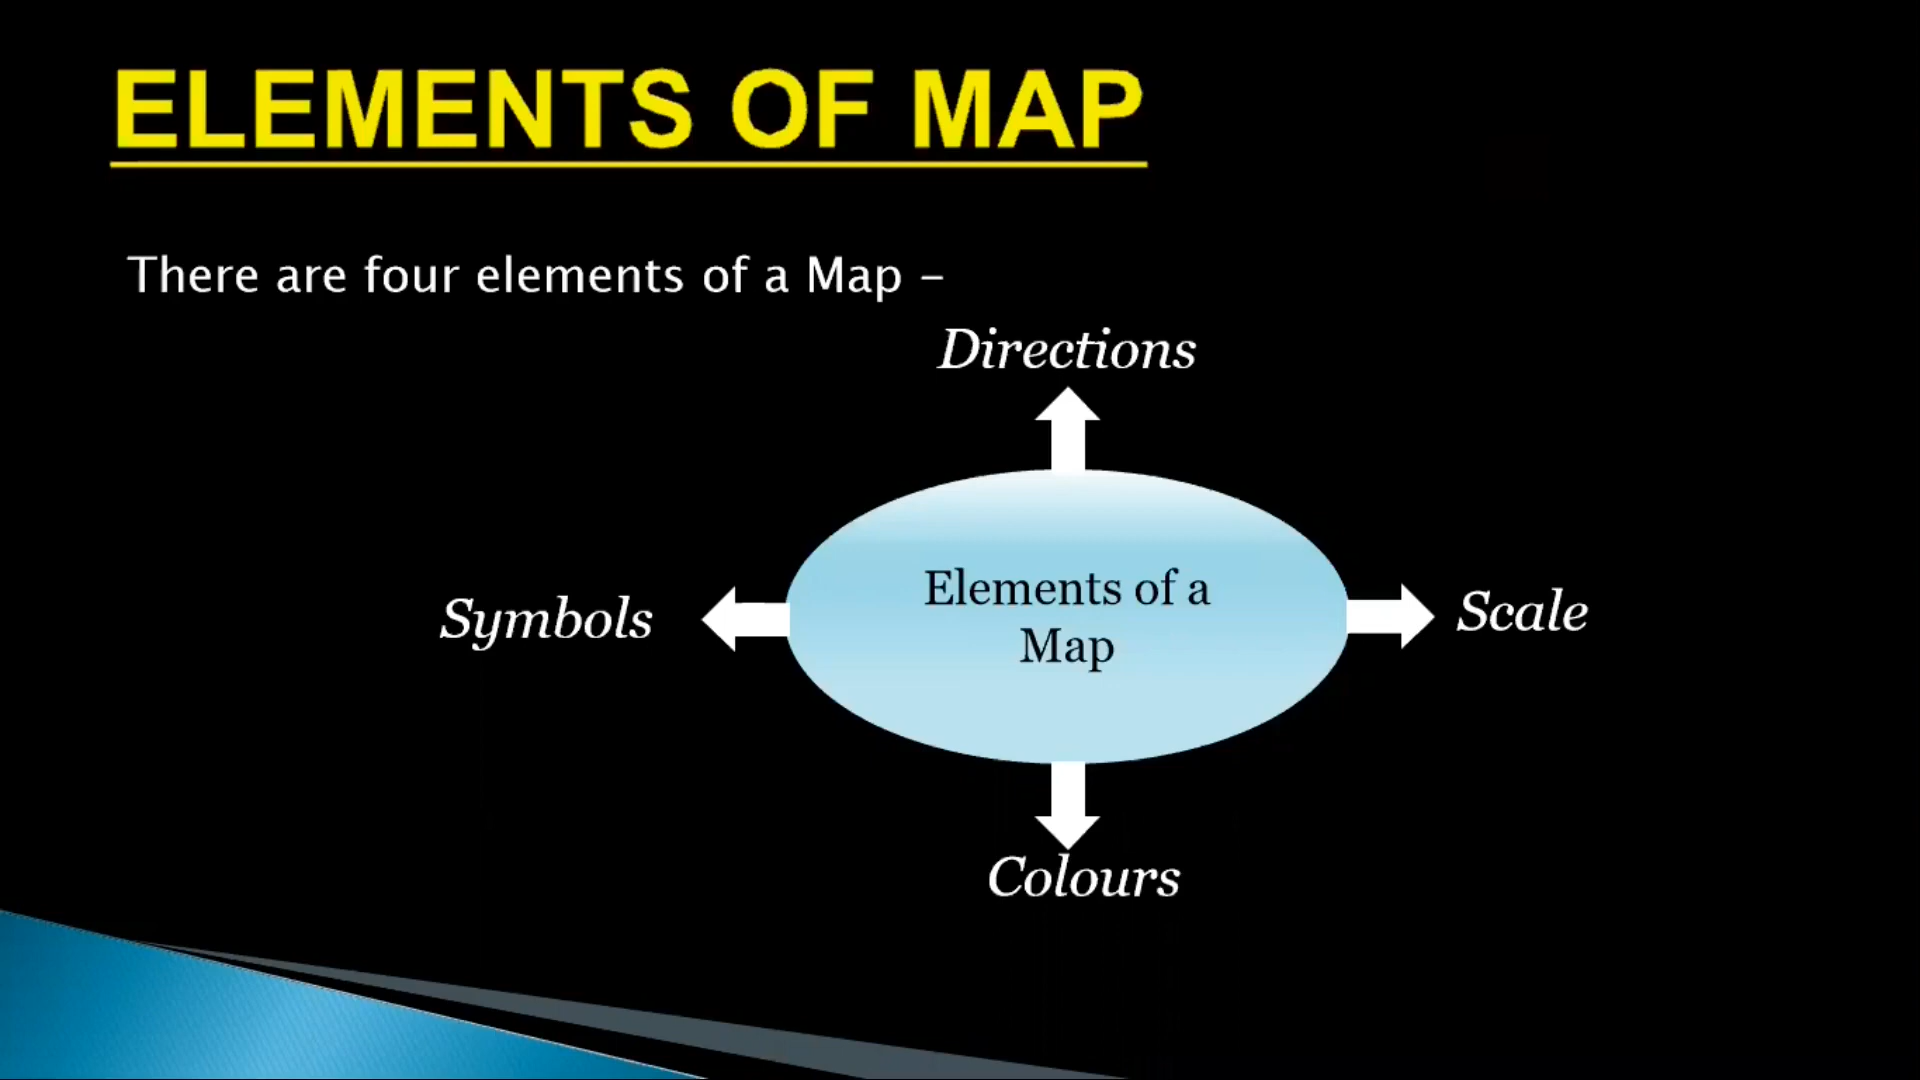 ELEMENTS OF MAP
There are four elements of a Map –
Directions
Symbols
Elements of a
Map
Scale
Colours